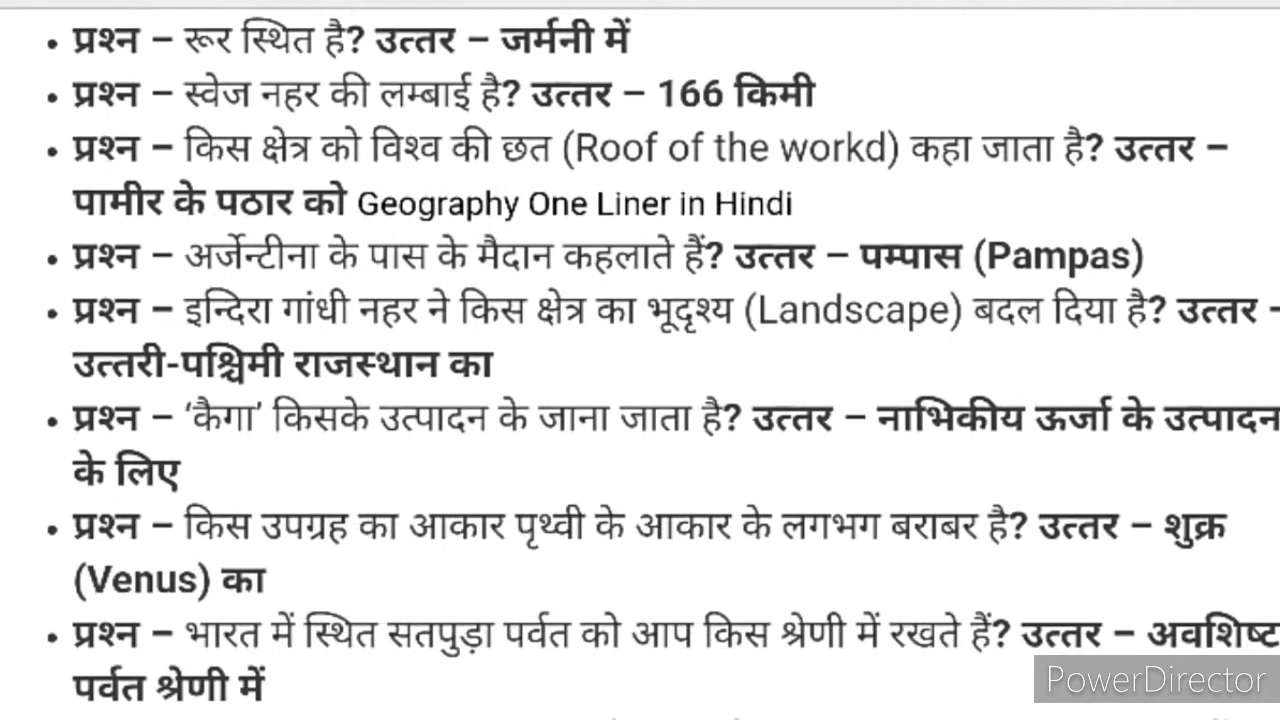 • प्रश्न – रूर स्थित है? उत्तर – जर्मनी में
• प्रश्न – स्वेज नहर की लम्बाई है? उत्तर – 166 किमी
• प्रश्न – किस क्षेत्र को विश्व की छत (Roof of the workd) कहा जाता है? उत्तर –
पामीर के पठार को Geography One Liner in Hindi
• प्रश्न – अर्जेन्टीना के पास के मैदान कहलाते हैं? उत्तर – पम्पास (Pampas)
• प्रश्न – इन्दिरा गांधी नहर ने किस क्षेत्र का भूदृश्य (Landscape) बदल दिया है? उत्तर –
उत्तरी-पश्चिमी राजस्थान का
• प्रश्न – ‘कैगा’ किसके उत्पादन के जाना जाता है? उत्तर – नाभिकीय ऊर्जा के उत्पादन
के लिए
• प्रश्न – किस उपग्रह का आकार पृथ्वी के आकार के लगभग बराबर है? उत्तर – शुक्र
(Venus) का
• प्रश्न – भारत में स्थित सतपुड़ा पर्वत को आप किस श्रेणी में रखते हैं? उत्तर – अवशिष्ट
पर्वत श्रेणी में
PowerDirector